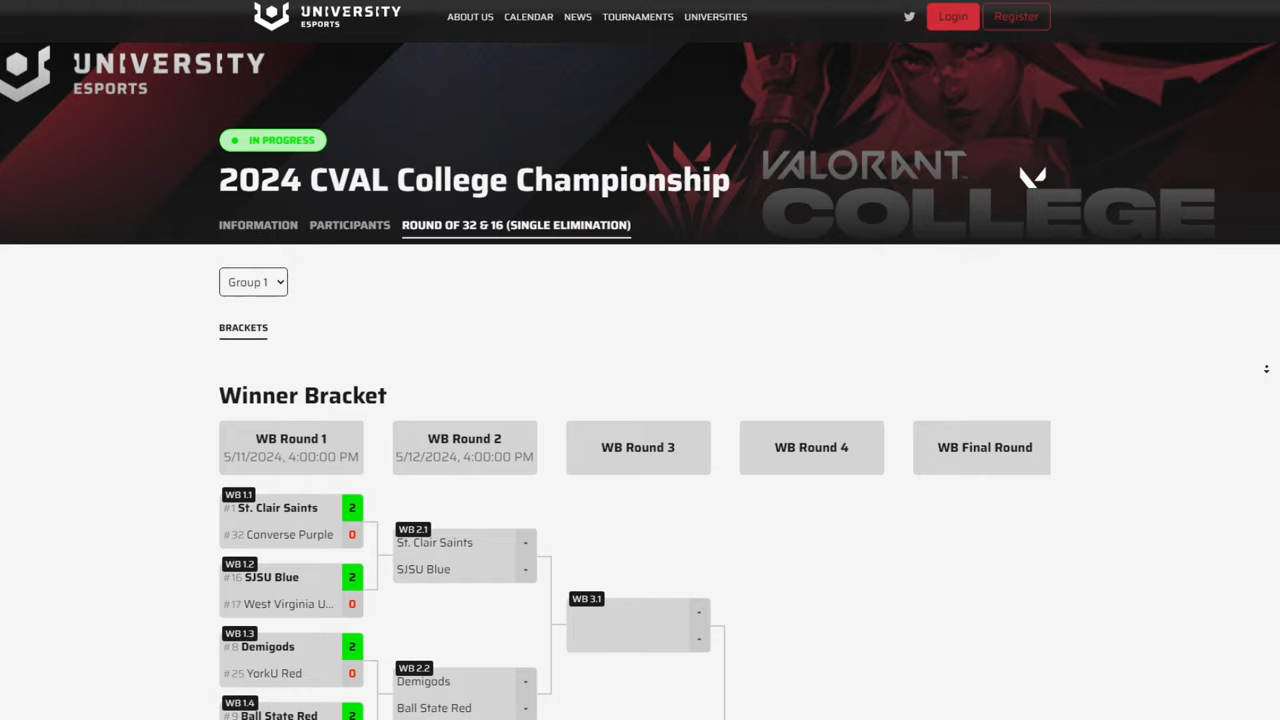 UNIVERSITY
ESPORTS
ABOUT US CALENDAR NEWS TOURNAMENTS UNIVERSITIES
Login Register
UNIVERSITY
ESPORTS
IN PROGRESS
2024 CVAL College Championship
VALORANT
COLLEGE
INFORMATION PARTICIPANTS ROUND OF 32 & 16 (SINGLE ELIMINATION)
Group 1
BRACKETS
Winner Bracket
WB Round 1
5/11/2024, 4:00:00 PM
WB Round 2
5/12/2024, 4:00:00 PM
WB Round 3
WB Round 4
WB Final Round
WB 1.1
#1 St. Clair Saints 2
#32 Converse Purple 0
WB 1.2
#16 SJSU Blue 2
#17 West Virginia U... 0
WB 1.3
#8 Demigods 2
#25 YorkU Red 0
WB 1.4
#9 Ball State Red 2
WB 2.1
St. Clair Saints -
SJSU Blue -
WB 2.2
Demigods -
Ball State Red -
WB 3.1
-
-